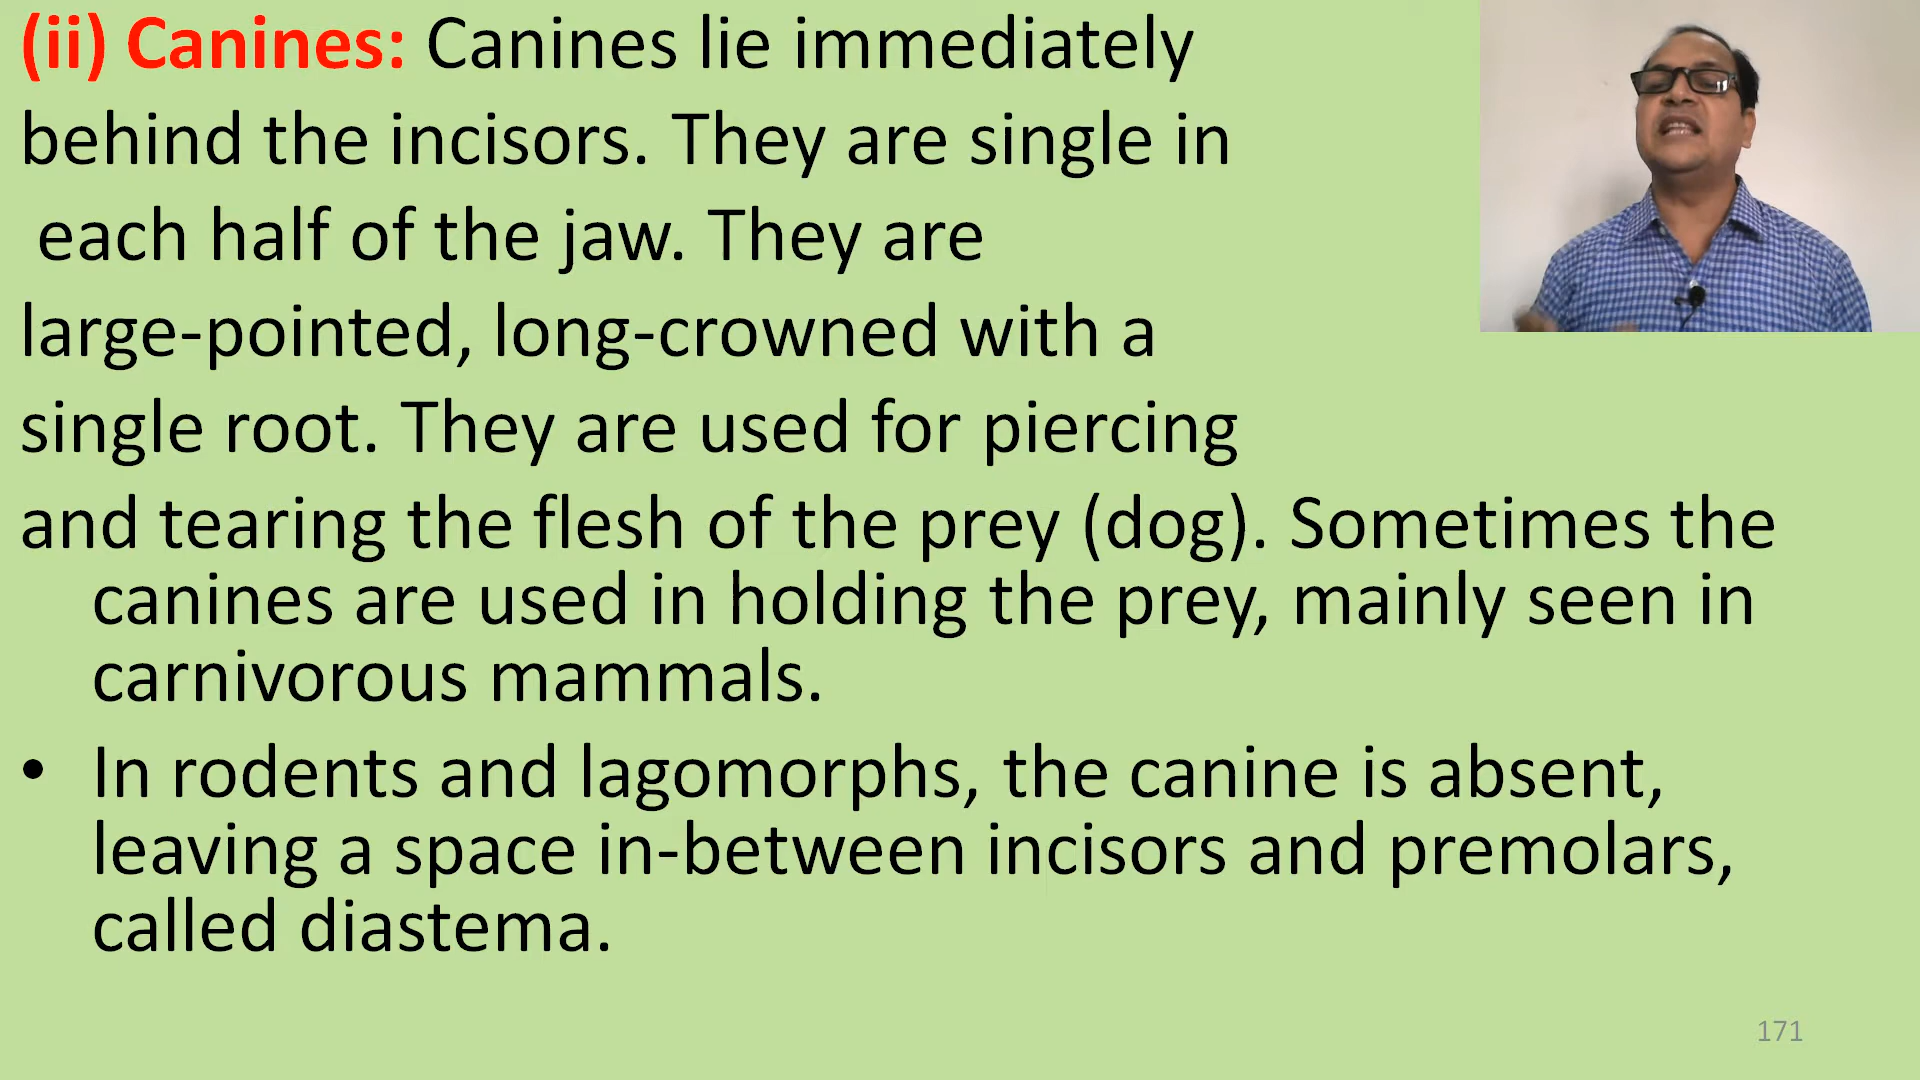 (ii) Canines: Canines lie immediately
behind the incisors. They are single in
each half of the jaw. They are
large-pointed, long-crowned with a
single root. They are used for piercing
and tearing the flesh of the prey (dog). Sometimes the
canines are used in holding the prey, mainly seen in
carnivorous mammals.
• In rodents and lagomorphs, the canine is absent,
leaving a space in-between incisors and premolars,
called diastema.
171